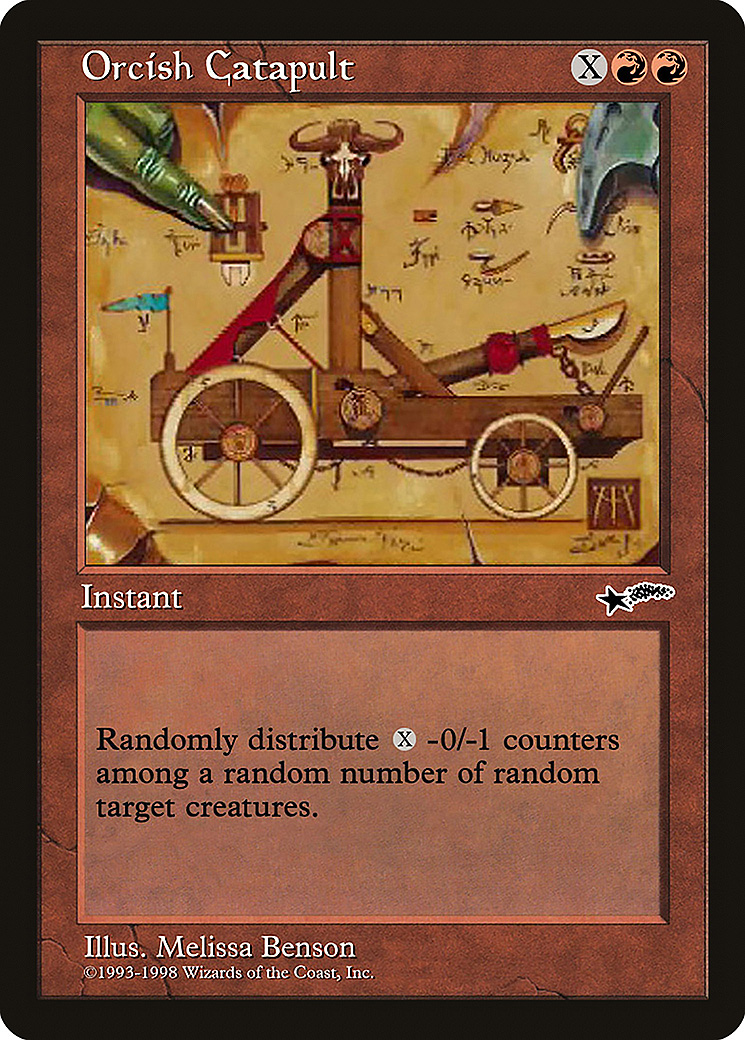 Orcish Catapult X
Instant
Randomly distribute X -0/-1 counters
among a random number of random
target creatures.
Illus. Melissa Benson
©1993-1998 Wizards of the Coast, Inc.